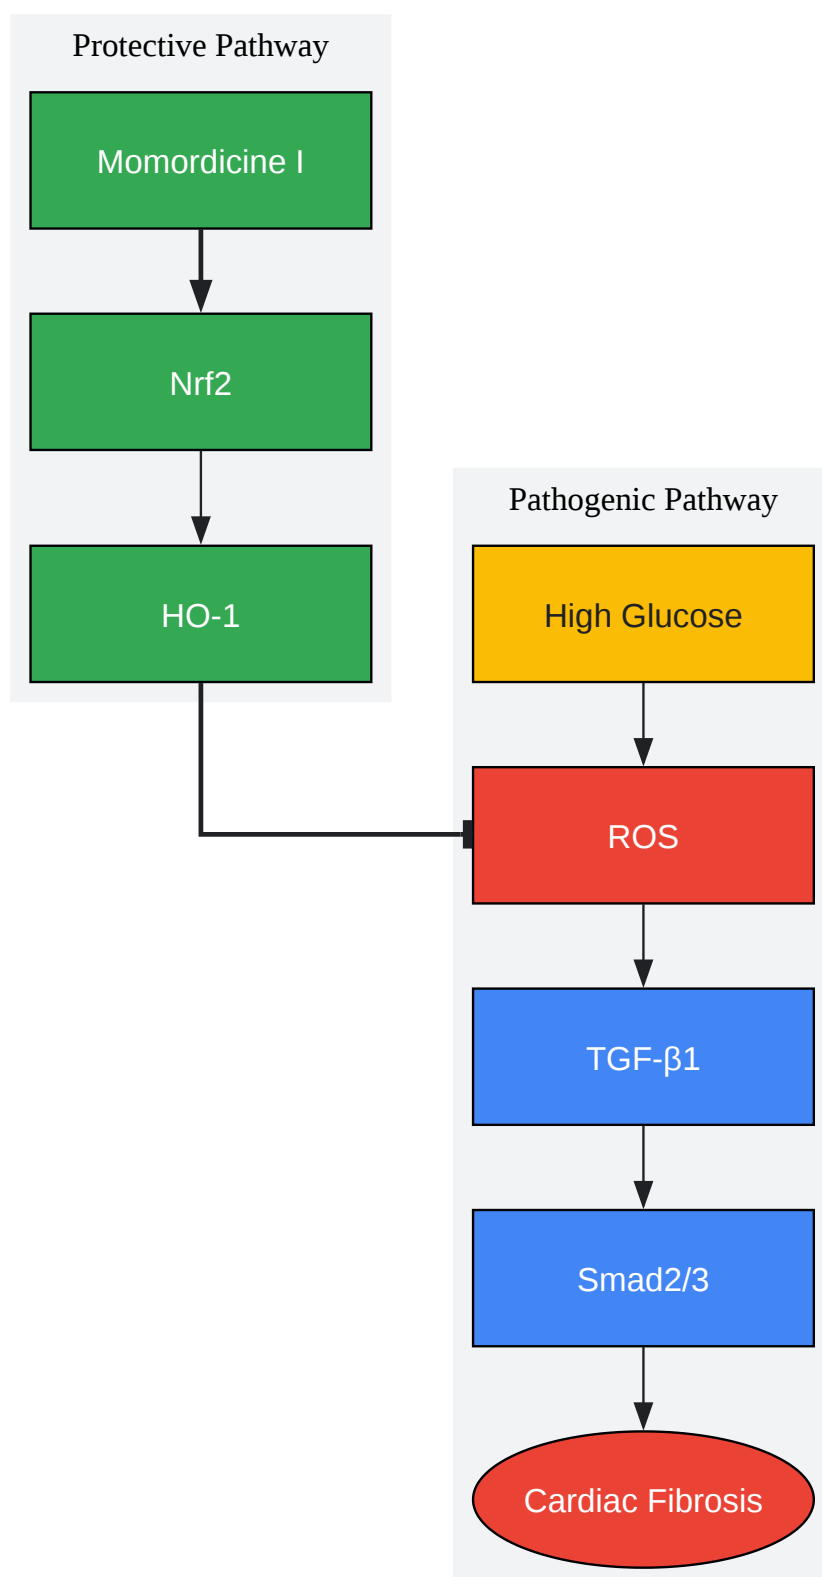 Protective Pathway
Momordicine I
Nrf2
HO-1
Pathogenic Pathway
High Glucose
ROS
TGF-β1
Smad2/3
Cardiac Fibrosis